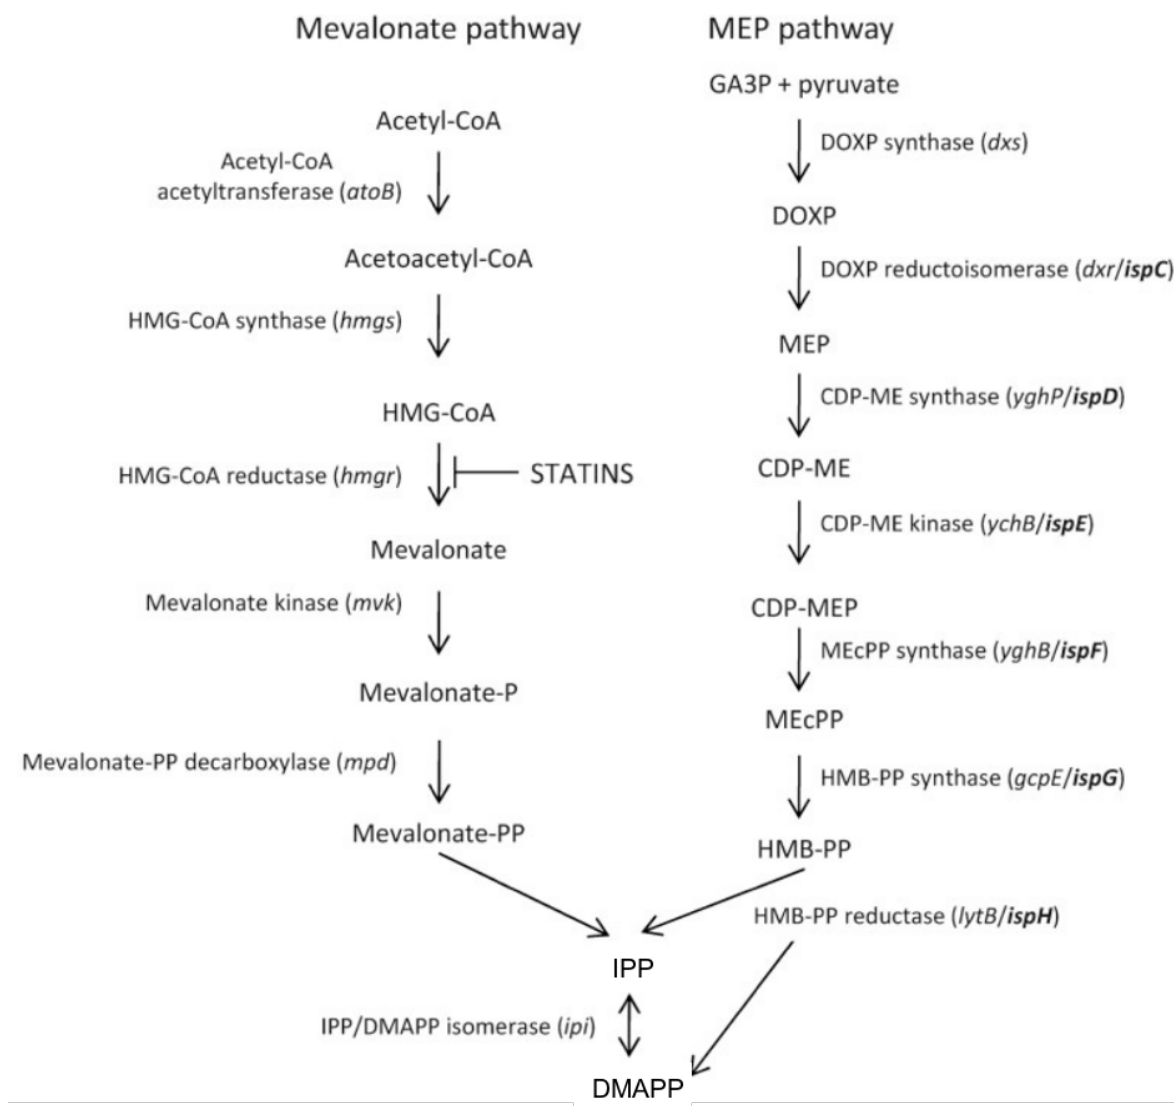 Mevalonate pathway
Acetyl-CoA
Acetyl-CoA
acetyltransferase (atoB)
Acetoacetyl-CoA
HMG-CoA synthase (hmgs)
HMG-CoA
HMG-CoA reductase (hmgr)
STATINS
Mevalonate
Mevalonate kinase (mvk)
Mevalonate-P
Mevalonate-PP decarboxylase (mpd)
Mevalonate-PP
MEP pathway
GA3P + pyruvate
DOXP synthase (dxs)
DOXP
DOXP reductoisomerase (dxr/ispC)
MEP
CDP-ME synthase (yghP/ispD)
CDP-ME
CDP-ME kinase (ychB/ispE)
CDP-MEP
MEcPP synthase (yghB/ispF)
MEcPP
HMB-PP synthase (gcpE/ispG)
HMB-PP
HMB-PP reductase (lytB/ispH)
IPP
IPP/DMAPP isomerase (ipi)
DMAPP